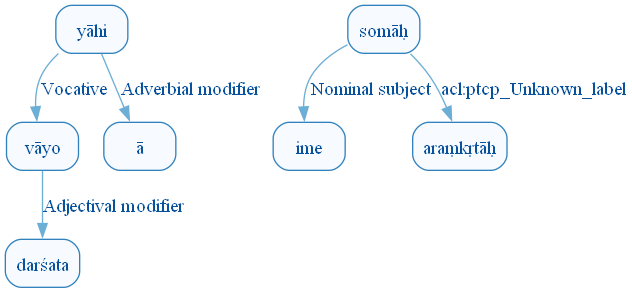 yāhi somāḥ
Vocative Adverbial modifier Nominal subject acl:ptcp_Unknown_label
vāyo ā ime araṃkṛtāḥ
Adjectival modifier
darśata